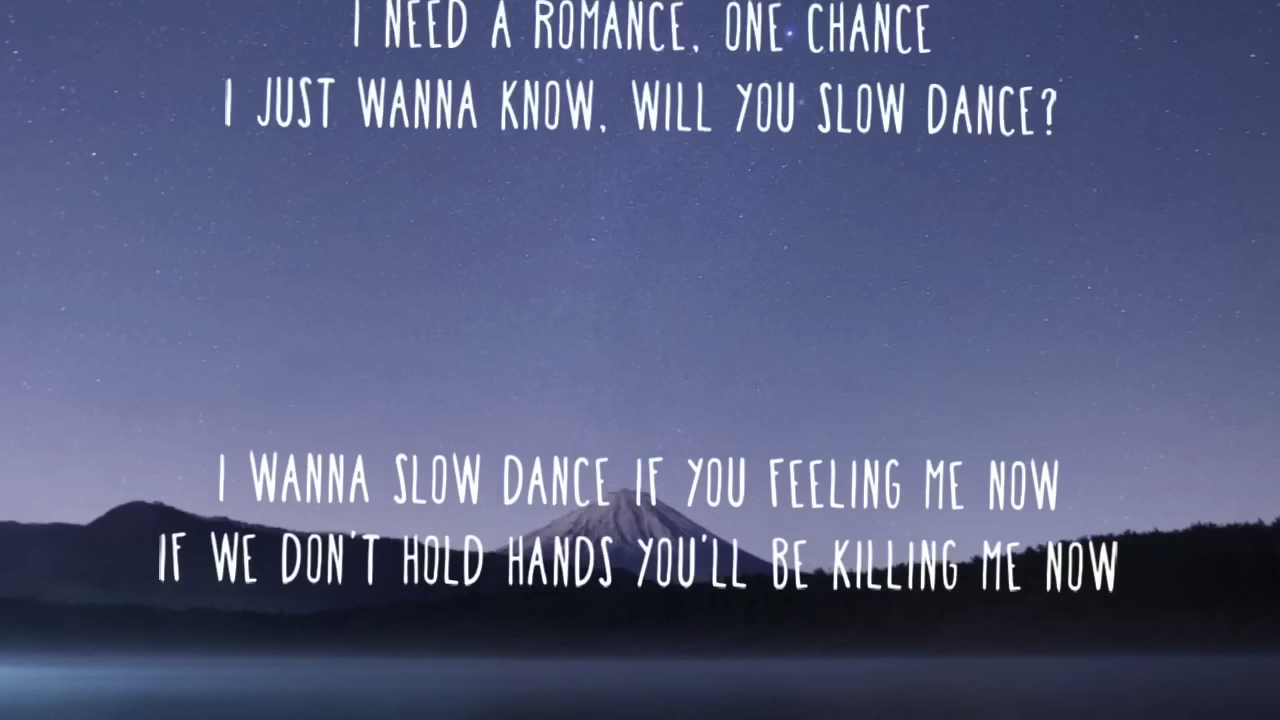 I NEED A ROMANCE, ONE CHANCE
I JUST WANNA KNOW, WILL YOU SLOW DANCE?
I WANNA SLOW DANCE IF YOU FEELING ME NOW
IF WE DON'T HOLD HANDS YOU'LL BE KILLING ME NOW